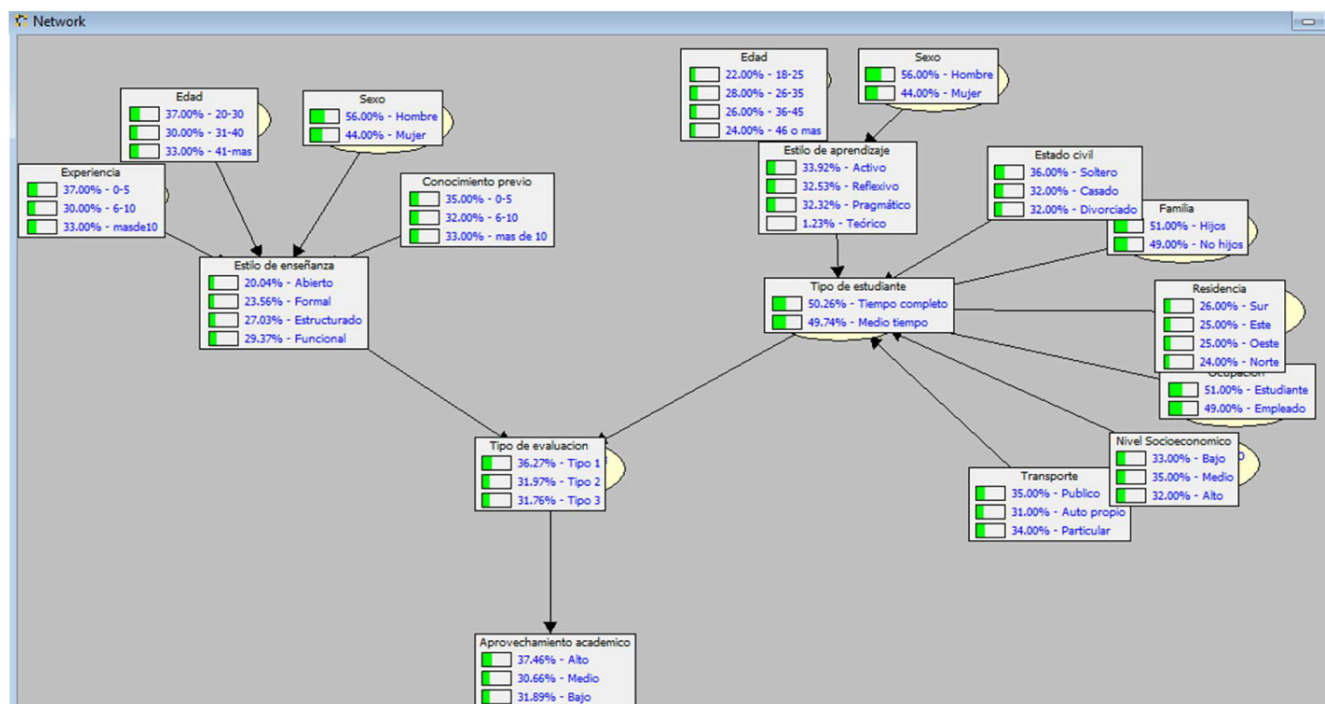 Network
Edad
37.00% - 20-30
30.00% - 31-40
33.00% - 41-mas
Sexo
56.00% - Hombre
44.00% - Mujer
Edad
22.00% - 18-25
28.00% - 26-35
26.00% - 36-45
24.00% - 46 o mas
Sexo
56.00% - Hombre
44.00% - Mujer
Experiencia
37.00% - 0-5
30.00% - 6-10
33.00% - masde10
Conocimiento previo
35.00% - 0-5
32.00% - 6-10
33.00% - mas de 10
Estilo de aprendizaje
33.92% - Activo
32.53% - Reflexivo
32.32% - Pragmático
1.23% - Teórico
Estado civil
36.00% - Soltero
32.00% - Casado
32.00% - Divorciado
Familia
51.00% - Hijos
49.00% - No hijos
Estilo de enseñanza
20.04% - Abierto
23.56% - Formal
27.03% - Estructurado
29.37% - Funcional
Tipo de estudiante
50.26% - Tiempo completo
49.74% - Medio tiempo
Residencia
26.00% - Sur
25.00% - Este
25.00% - Oeste
24.00% - Norte
Ocupacion
51.00% - Estudiante
49.00% - Empleado
Tipo de evaluacion
36.27% - Tipo 1
31.97% - Tipo 2
31.76% - Tipo 3
Nivel Socioeconomico
33.00% - Bajo
35.00% - Medio
32.00% - Alto
Transporte
35.00% - Publico
31.00% - Auto propio
34.00% - Particular
Aprovechamiento academico
37.46% - Alto
30.66% - Medio
31.89% - Bajo